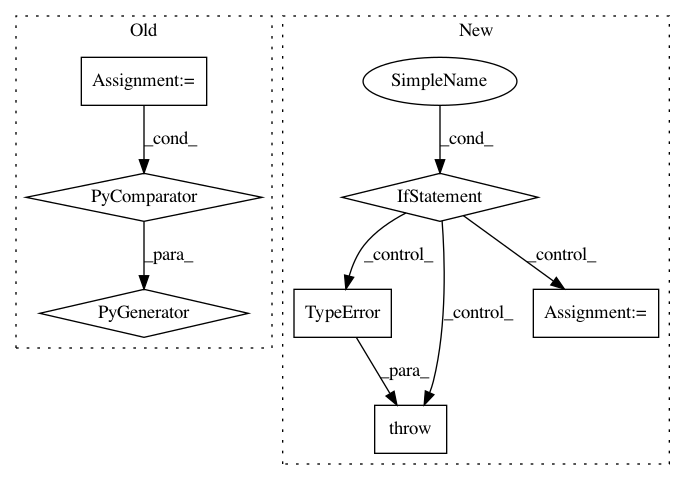 Old
New
Assignment:=
SimpleName
_cond_
_cond_
PyComparator
IfStatement
_para_
_control_
_control_
_control_
PyGenerator
TypeError
Assignment:=
_para_
throw